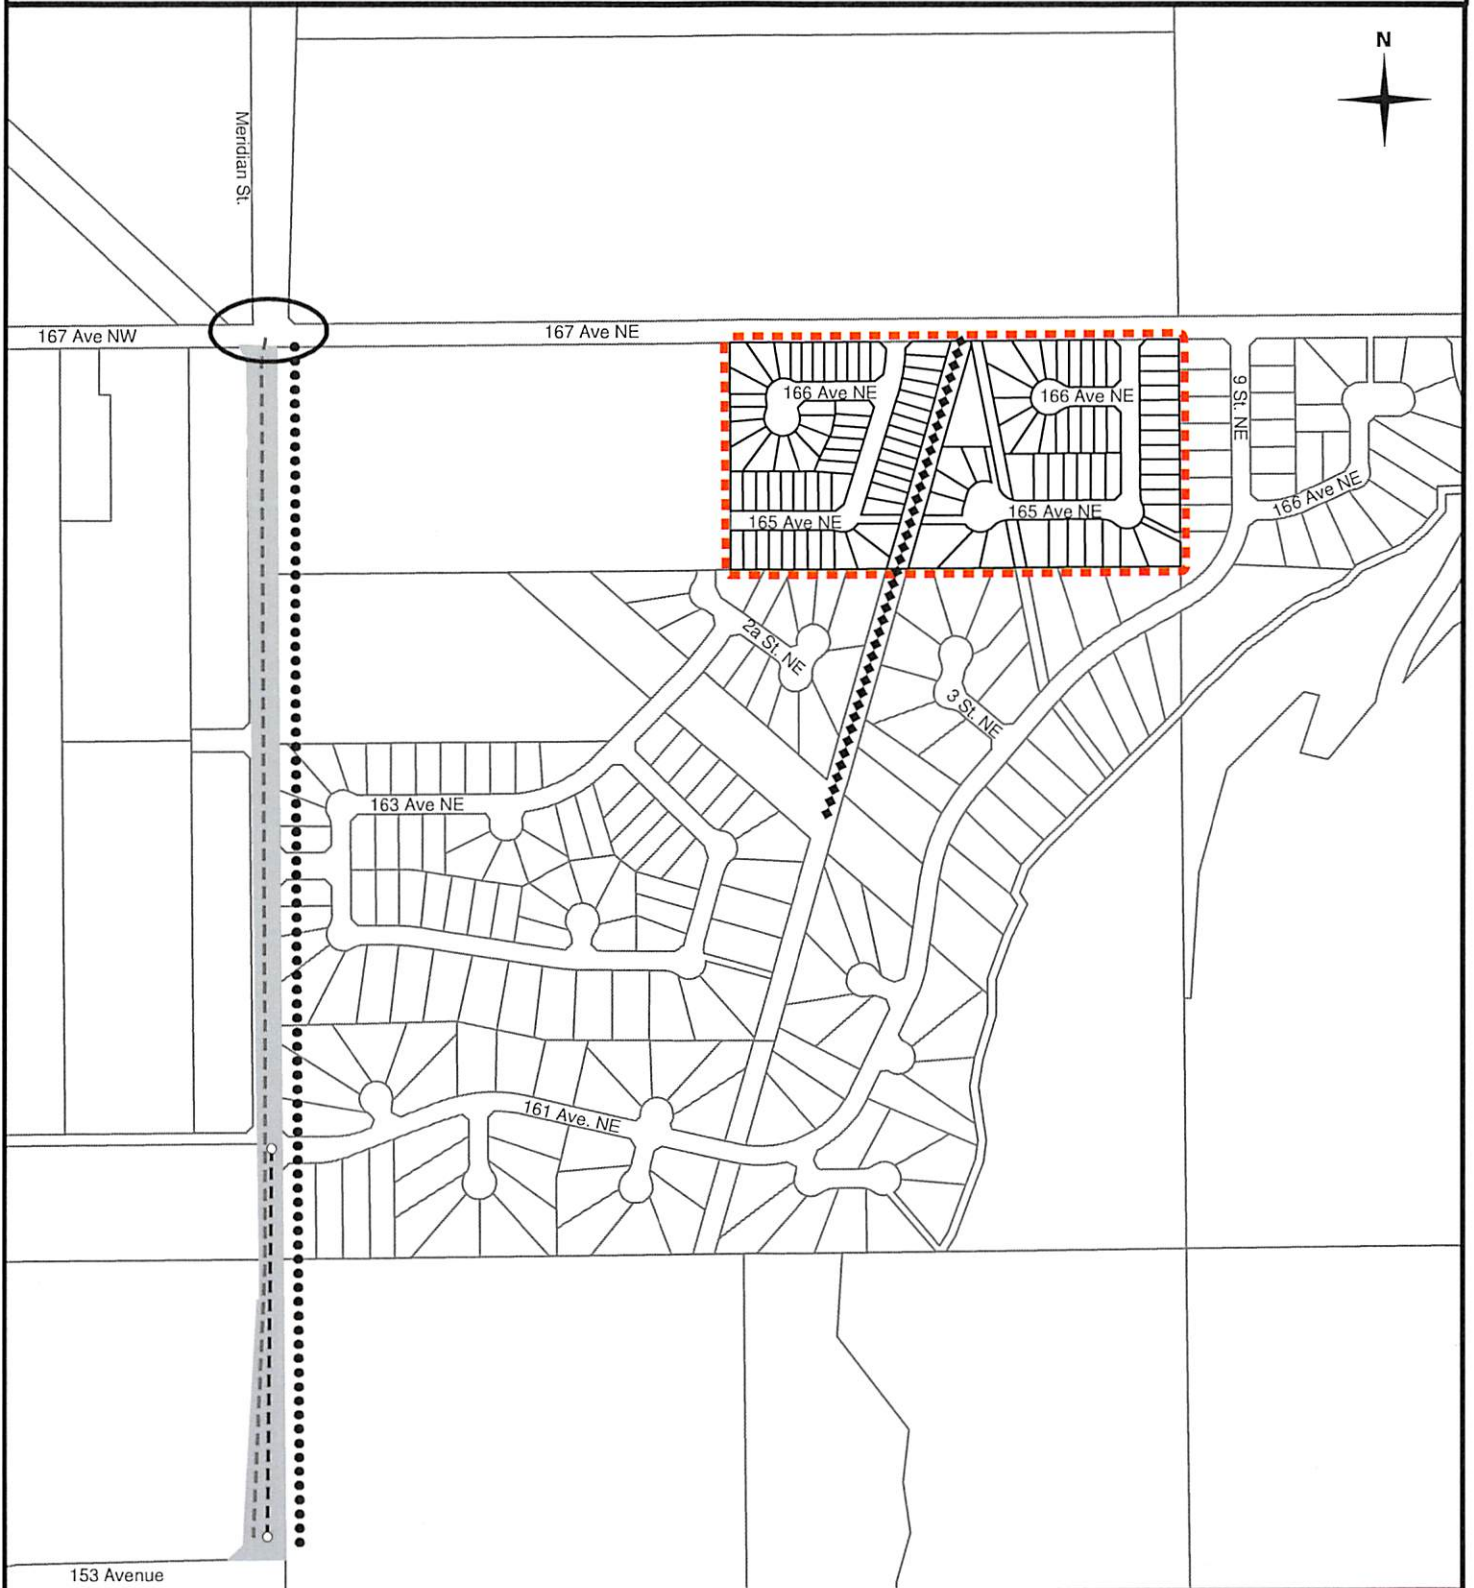 N
Meridian St.
167 Ave NW
167 Ave NE
166 Ave NE
166 Ave NE
9 St. NE
166 Ave NE
165 Ave NE
165 Ave NE
2a St. NE
3 St. NE
163 Ave NE
161 Ave. NE
153 Avenue